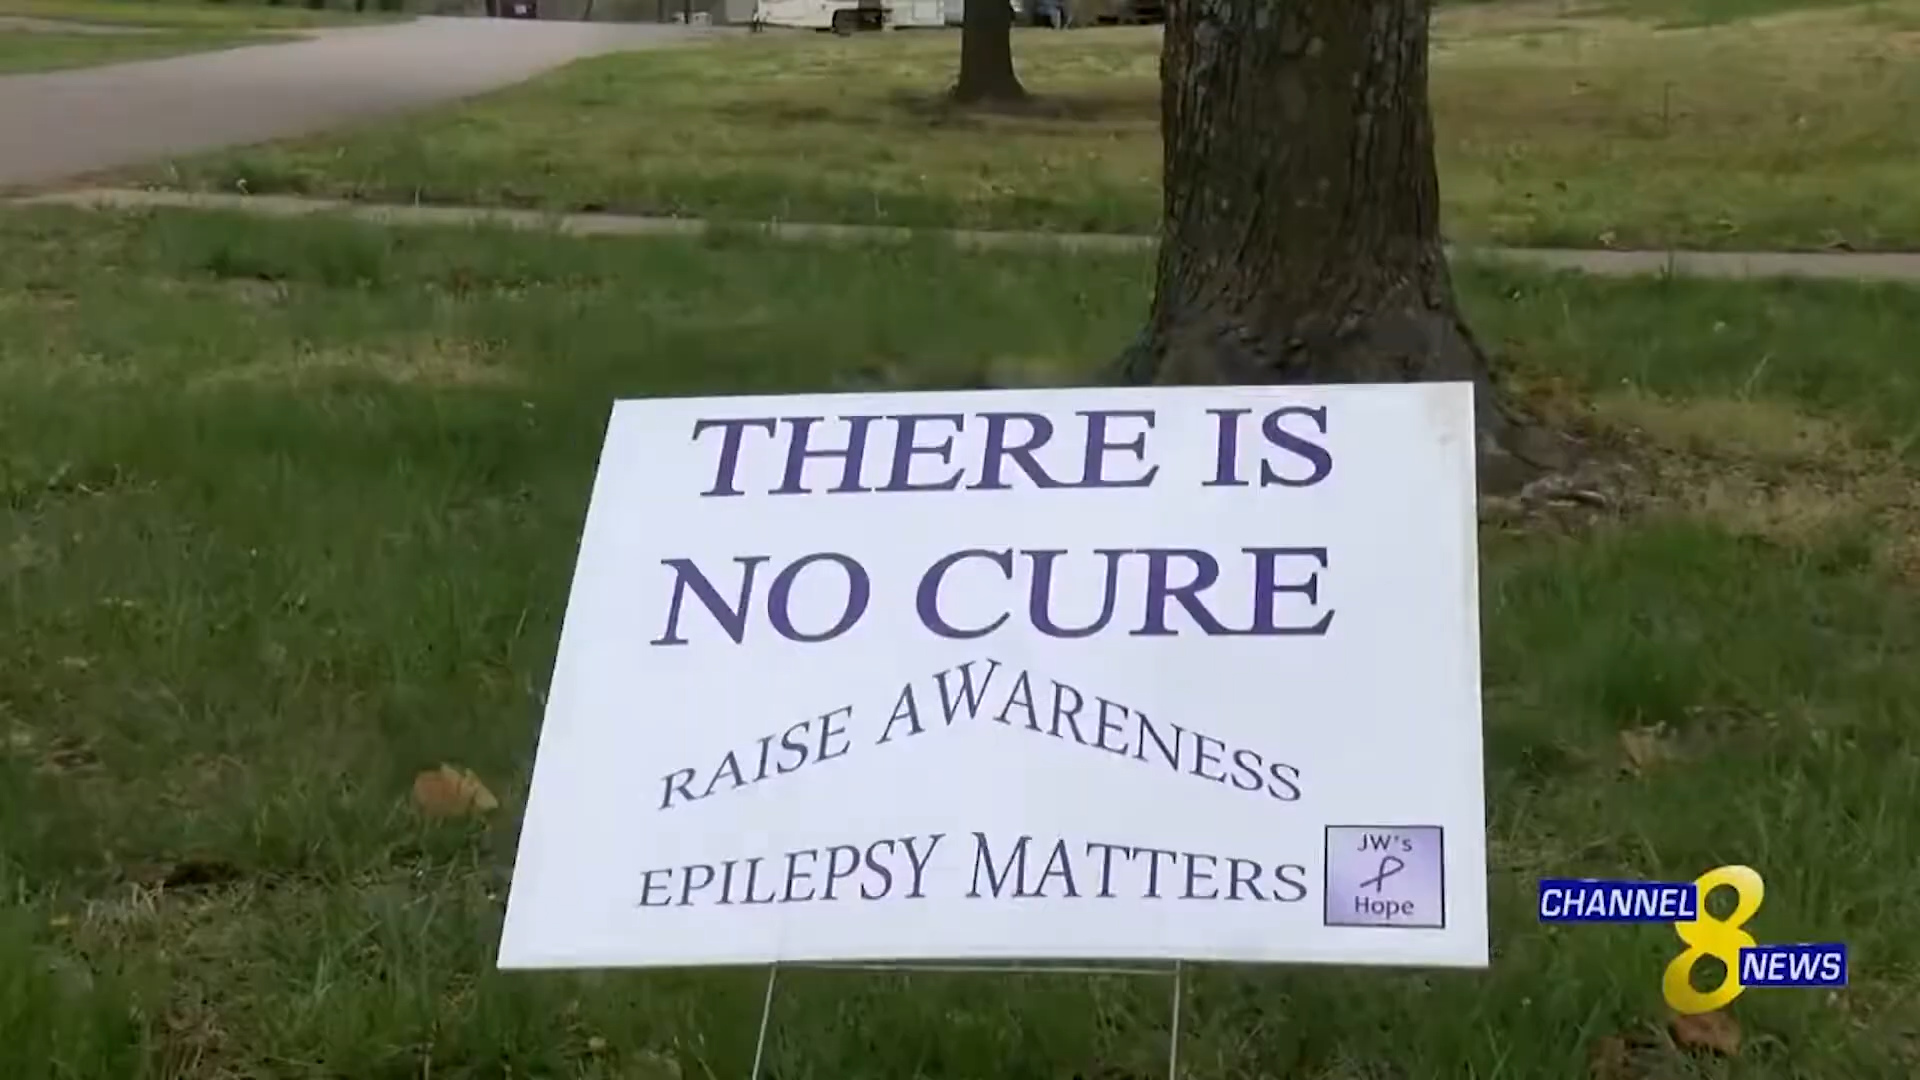 THERE IS
NO CURE
RAISE AWARENESS
EPILEPSY MATTERS
JW's
Hope
CHANNEL 8
NEWS